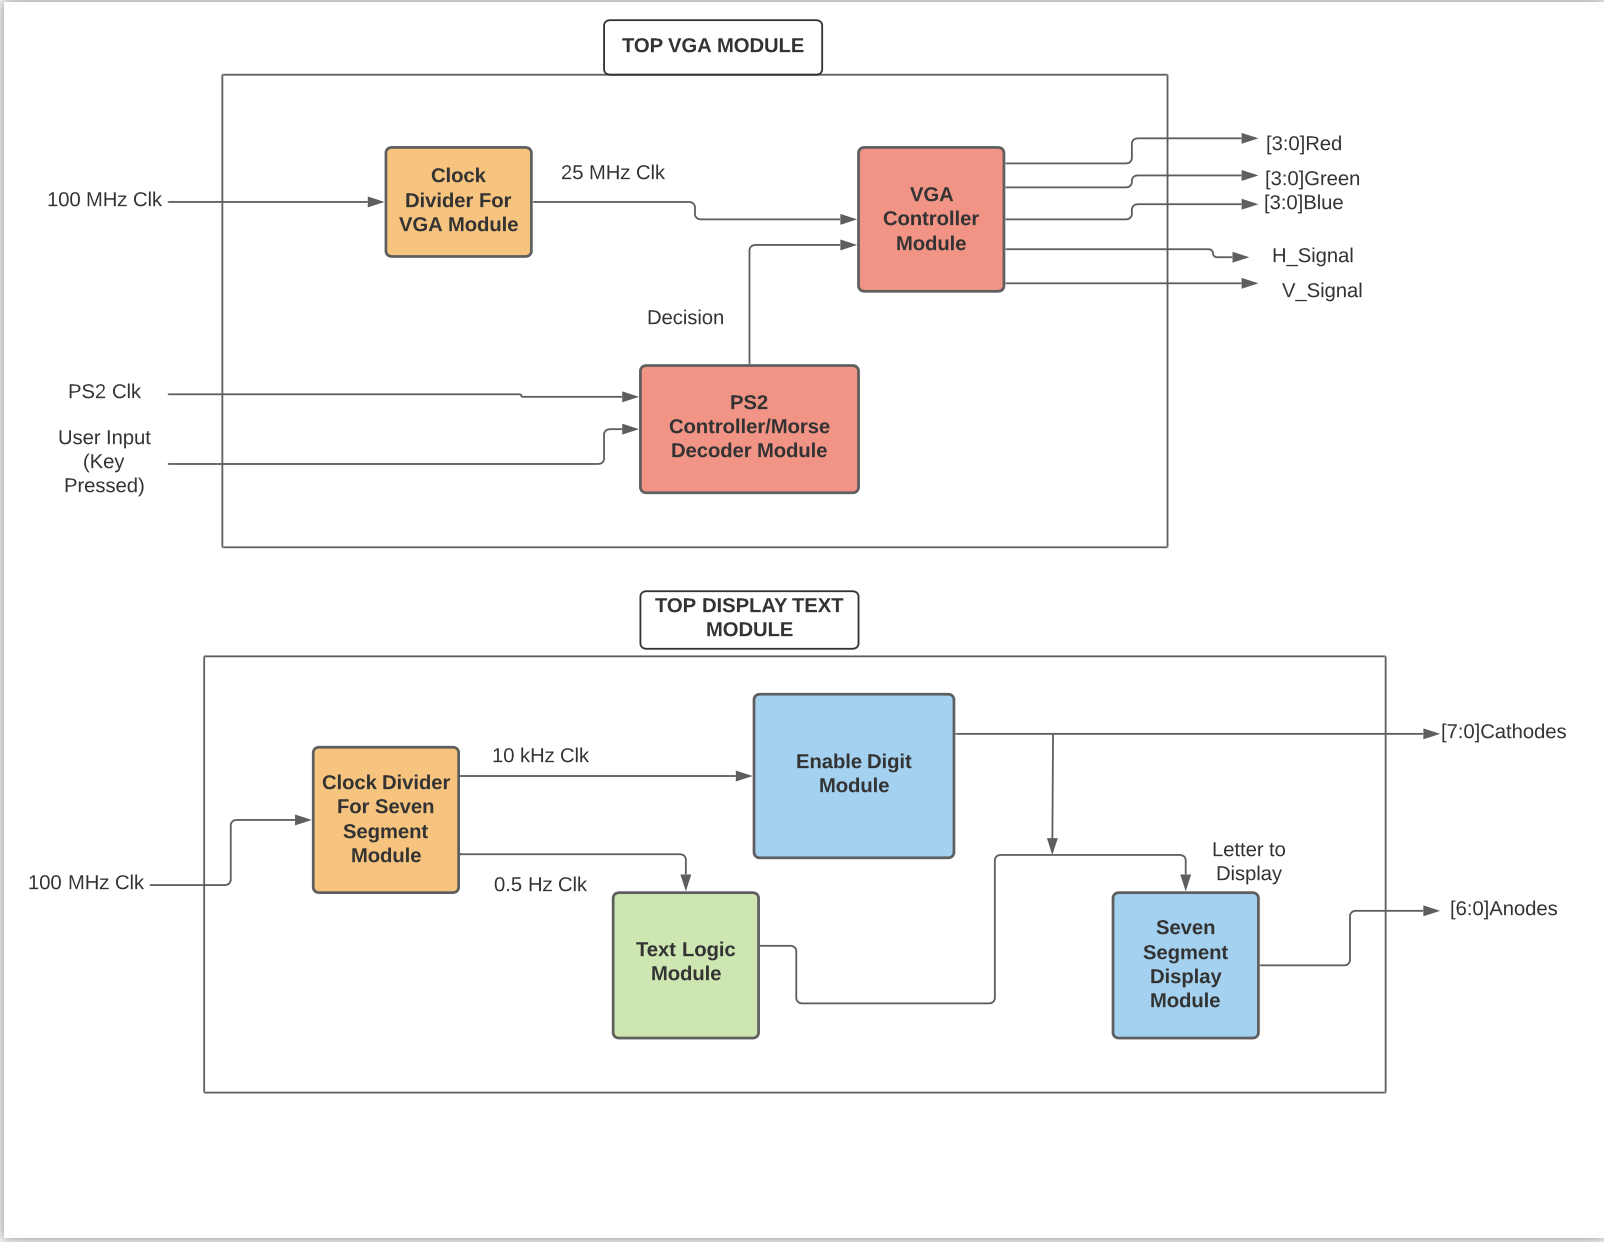 TOP VGA MODULE
100 MHz Clk
Clock
Divider For
VGA Module
25 MHz Clk
VGA
Controller
Module
[3:0]Red
[3:0]Green
[3:0]Blue
H_Signal
V_Signal
Decision
PS2 Clk
User Input
(Key
Pressed)
PS2
Controller/Morse
Decoder Module
TOP DISPLAY TEXT
MODULE
100 MHz Clk
Clock Divider
For Seven
Segment
Module
10 kHz Clk
0.5 Hz Clk
Enable Digit
Module
Text Logic
Module
Letter to
Display
Seven
Segment
Display
Module
[7:0]Cathodes
[6:0]Anodes